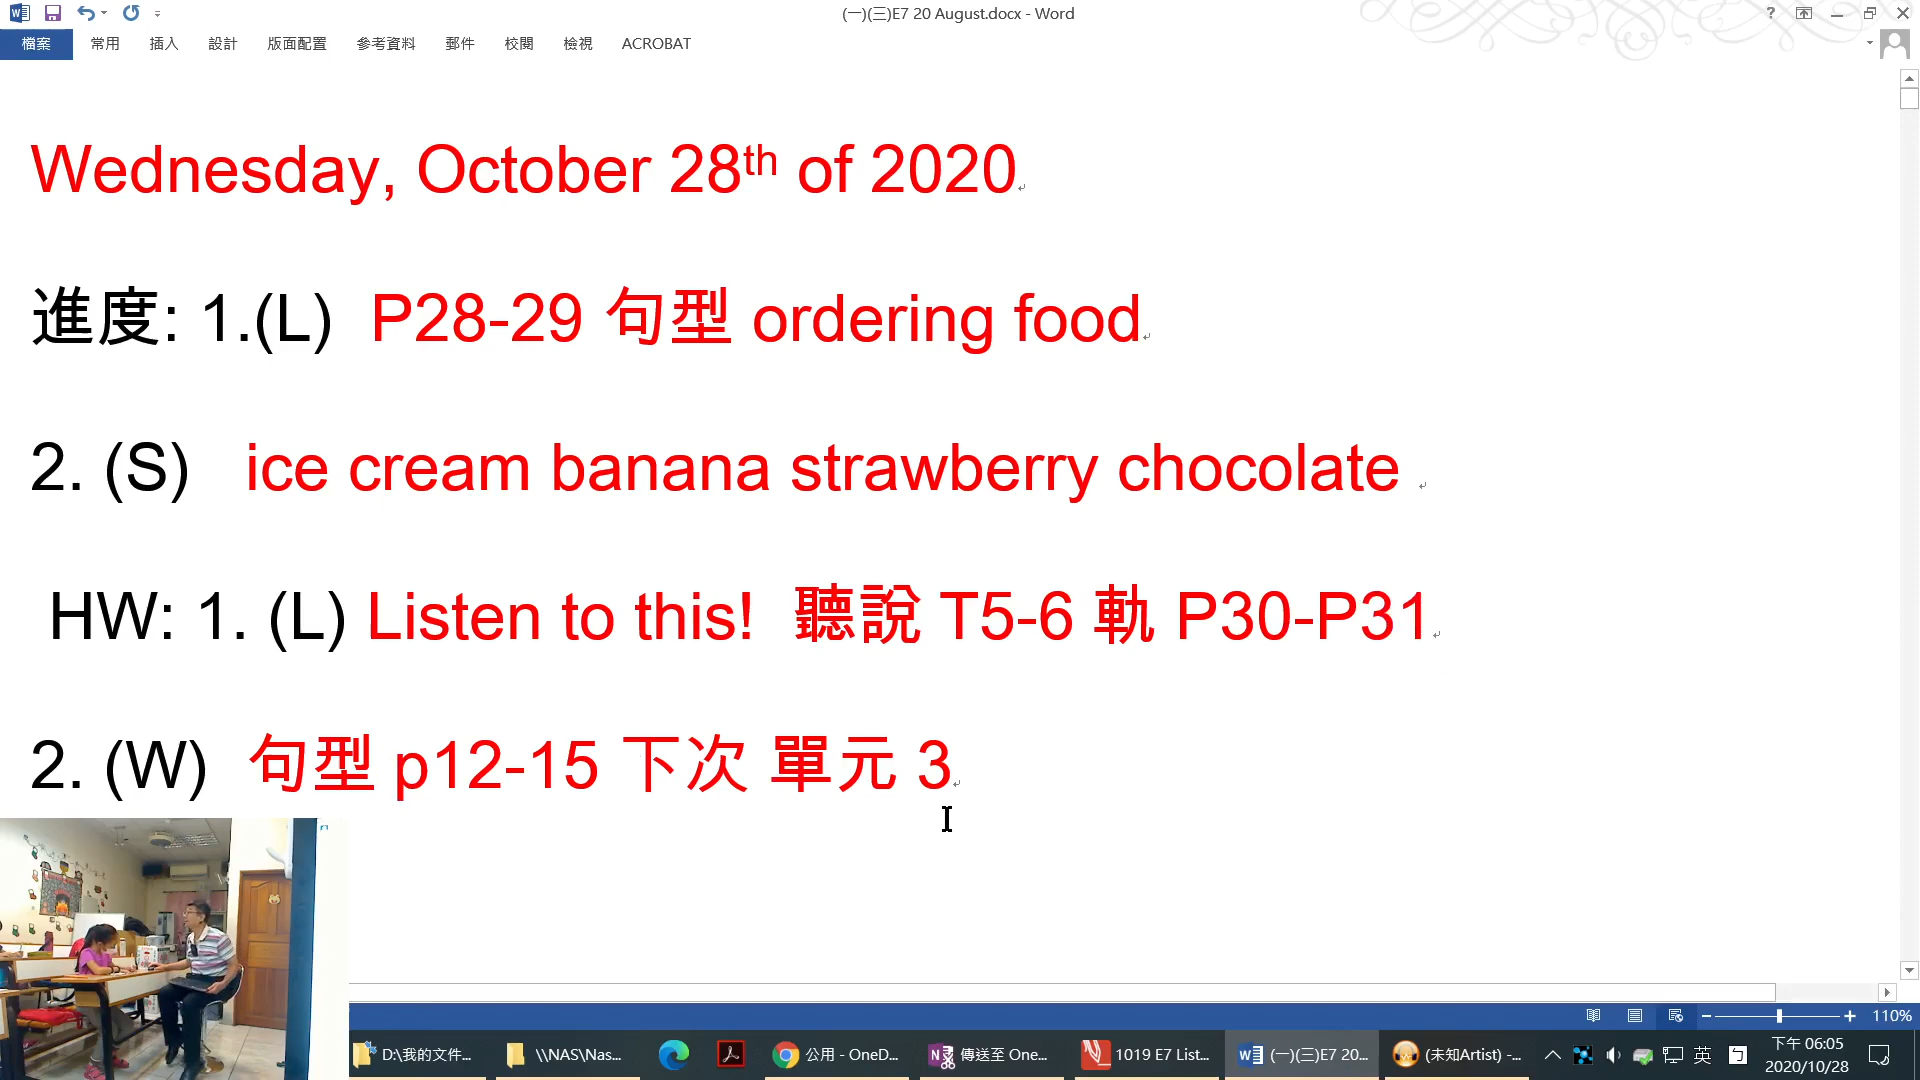 (一)(三)E7 20 August.docx - Word
檔案 常用 插入 設計 版面配置 參考資料 郵件 校閱 檢視 ACROBAT
Wednesday, October 28th of 2020
進度: 1.(L) P28-29 句型 ordering food
2. (S) ice cream banana strawberry chocolate
HW: 1. (L) Listen to this! 聽說 T5-6 軌 P30-P31
2. (W) 句型 p12-15 下次 單元 3
110%
D:\我的文件... \\NAS\Nas... 公用 - OneD... 傳送至 One... 1019 E7 List... (一)(三)E7 20... (未知Artist) -... 英 下午 06:05
2020/10/28